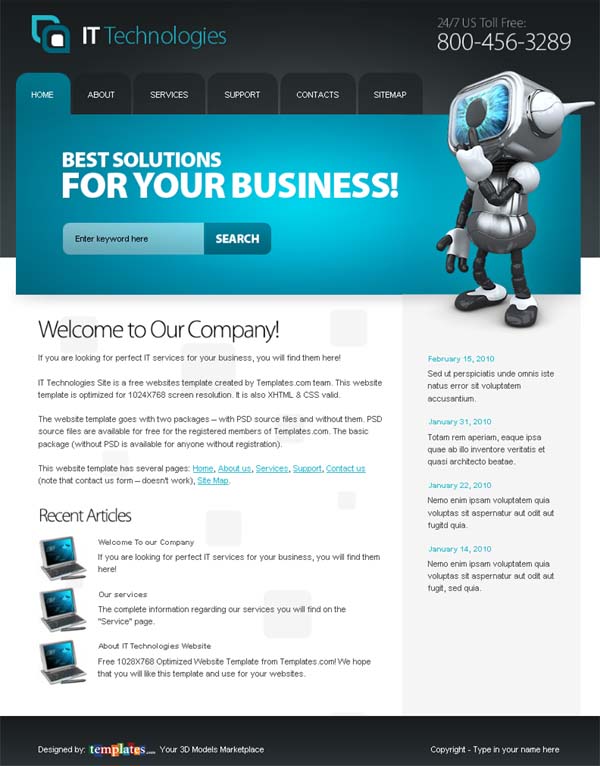 IT Technologies
24/7 US Toll Free:
800-456-3289
HOME
ABOUT
SERVICES
SUPPORT
CONTACTS
SITEMAP
BEST SOLUTIONS
FOR YOUR BUSINESS!
Enter keyword here
SEARCH
Welcome to Our Company!
If you are looking for perfect IT services for your business, you will find them here!
IT Technologies Site is a free websites template created by Templates.com team. This website
template is optimized for 1024X768 screen resolution. It is also XHTML & CSS valid.
The website template goes with two packages – with PSD source files and without them. PSD
source files are available for free for the registered members of Templates.com. The basic
package (without PSD is available for anyone without registration).
This website template has several pages: Home, About us, Services, Support, Contact us
(note that contact us form – doesn't work), Site Map.
Recent Articles
Welcome To our Company
If you are looking for perfect IT services for your business, you will find them
here!
Our services
The complete information regarding our services you will find on the
"Service" page.
About IT Technologies Website
Free 1028X768 Optimized Website Template from Templates.com! We hope
that you will like this template and use for your websites.
February 15, 2010
Sed ut perspiciatis unde omnis iste
natus error sit voluptatem
accusantium.
January 31, 2010
Totam rem aperiam, eaque ipsa
quae ab illo inventore veritatis et
quasi architecto beatae.
January 22, 2010
Nemo enim ipsam voluptatem quia
voluptas sit aspernatur aut odit aut
fugitd quia.
January 14, 2010
Nemo enim ipsam voluptatem quia
voluptas sit aspernatur aut odit aut
fugit, sed quia.
Designed by: templates.com Your 3D Models Marketplace
Copyright - Type in your name here